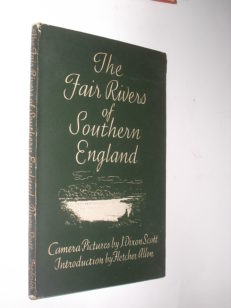 The
Fair Rivers
of
Southern
England
Camera Pictures by J. Dixon Scott
Introduction by Fletcher Allen